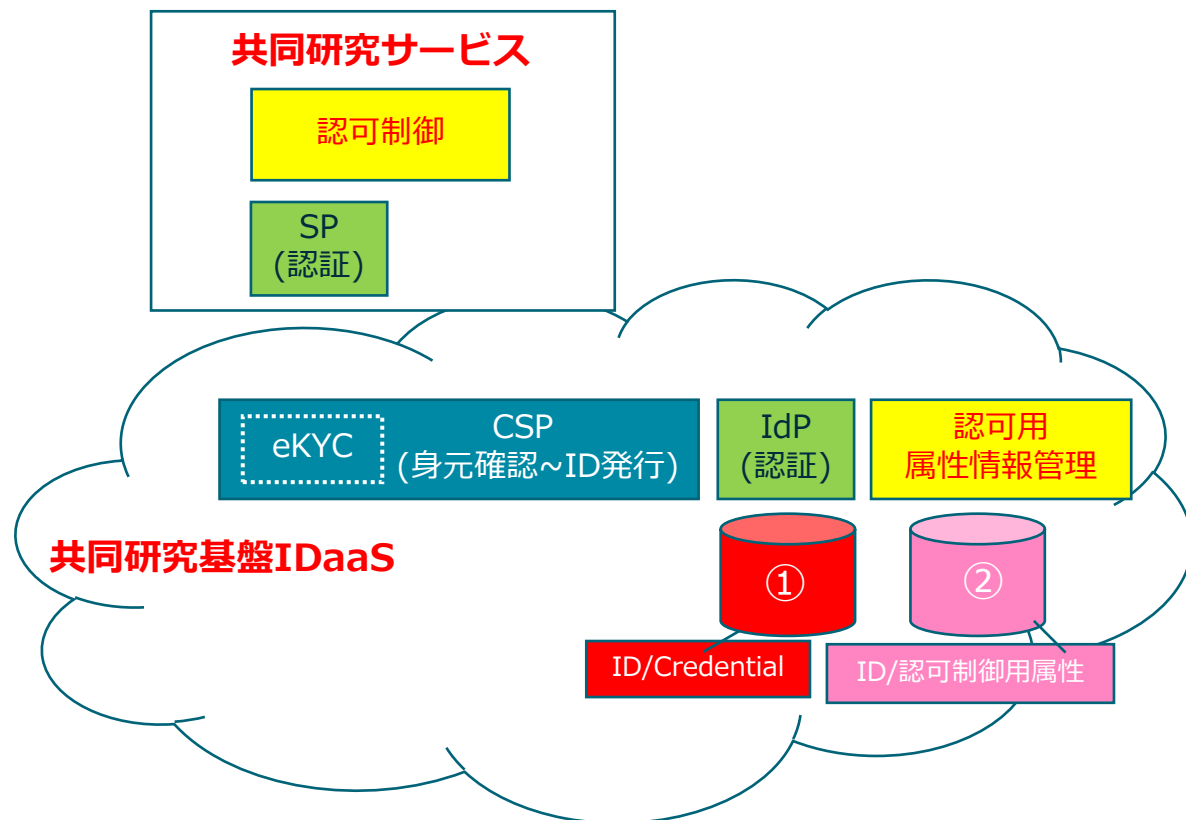 共同研究サービス
認可制御
SP
(認証)
eKYC
CSP
(身元確認~ID発行)
IdP
(認証)
認可用
属性情報管理
共同研究基盤IDaaS
①
②
ID/Credential
ID/認可制御用属性